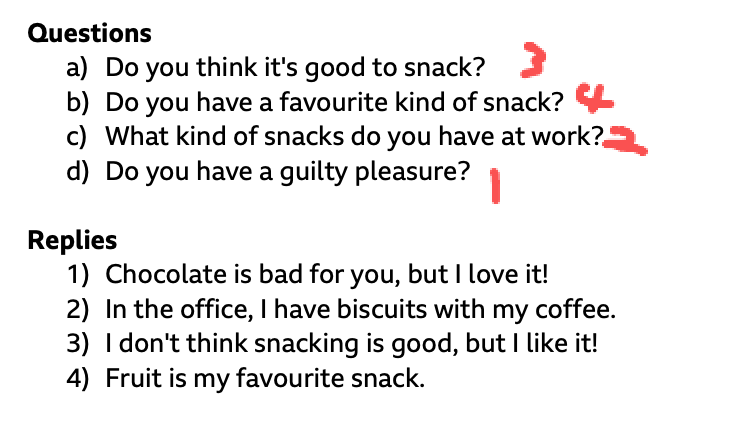 Questions
a) Do you think it's good to snack? 3
b) Do you have a favourite kind of snack? 4
c) What kind of snacks do you have at work? 2
d) Do you have a guilty pleasure? 1
Replies
1) Chocolate is bad for you, but I love it!
2) In the office, I have biscuits with my coffee.
3) I don't think snacking is good, but I like it!
4) Fruit is my favourite snack.